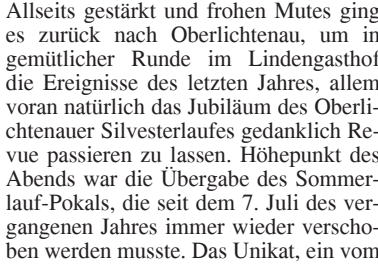 Allseits gestärkt und frohen Mutes ging
es zurück nach Oberlichtenau, um in
gemütlicher Runde im Lindengasthof
die Ereignisse des letzten Jahres, allem
voran natürlich das Jubiläum des Oberli-
chtenauer Silvesterlaufes gedanklich Re-
vue passieren zu lassen. Höhepunkt des
Abends war die Übergabe des Sommer-
lauf-Pokals, die seit dem 7. Juli des ver-
gangenen Jahres immer wieder verscho-
ben werden musste. Das Unikat, ein vom